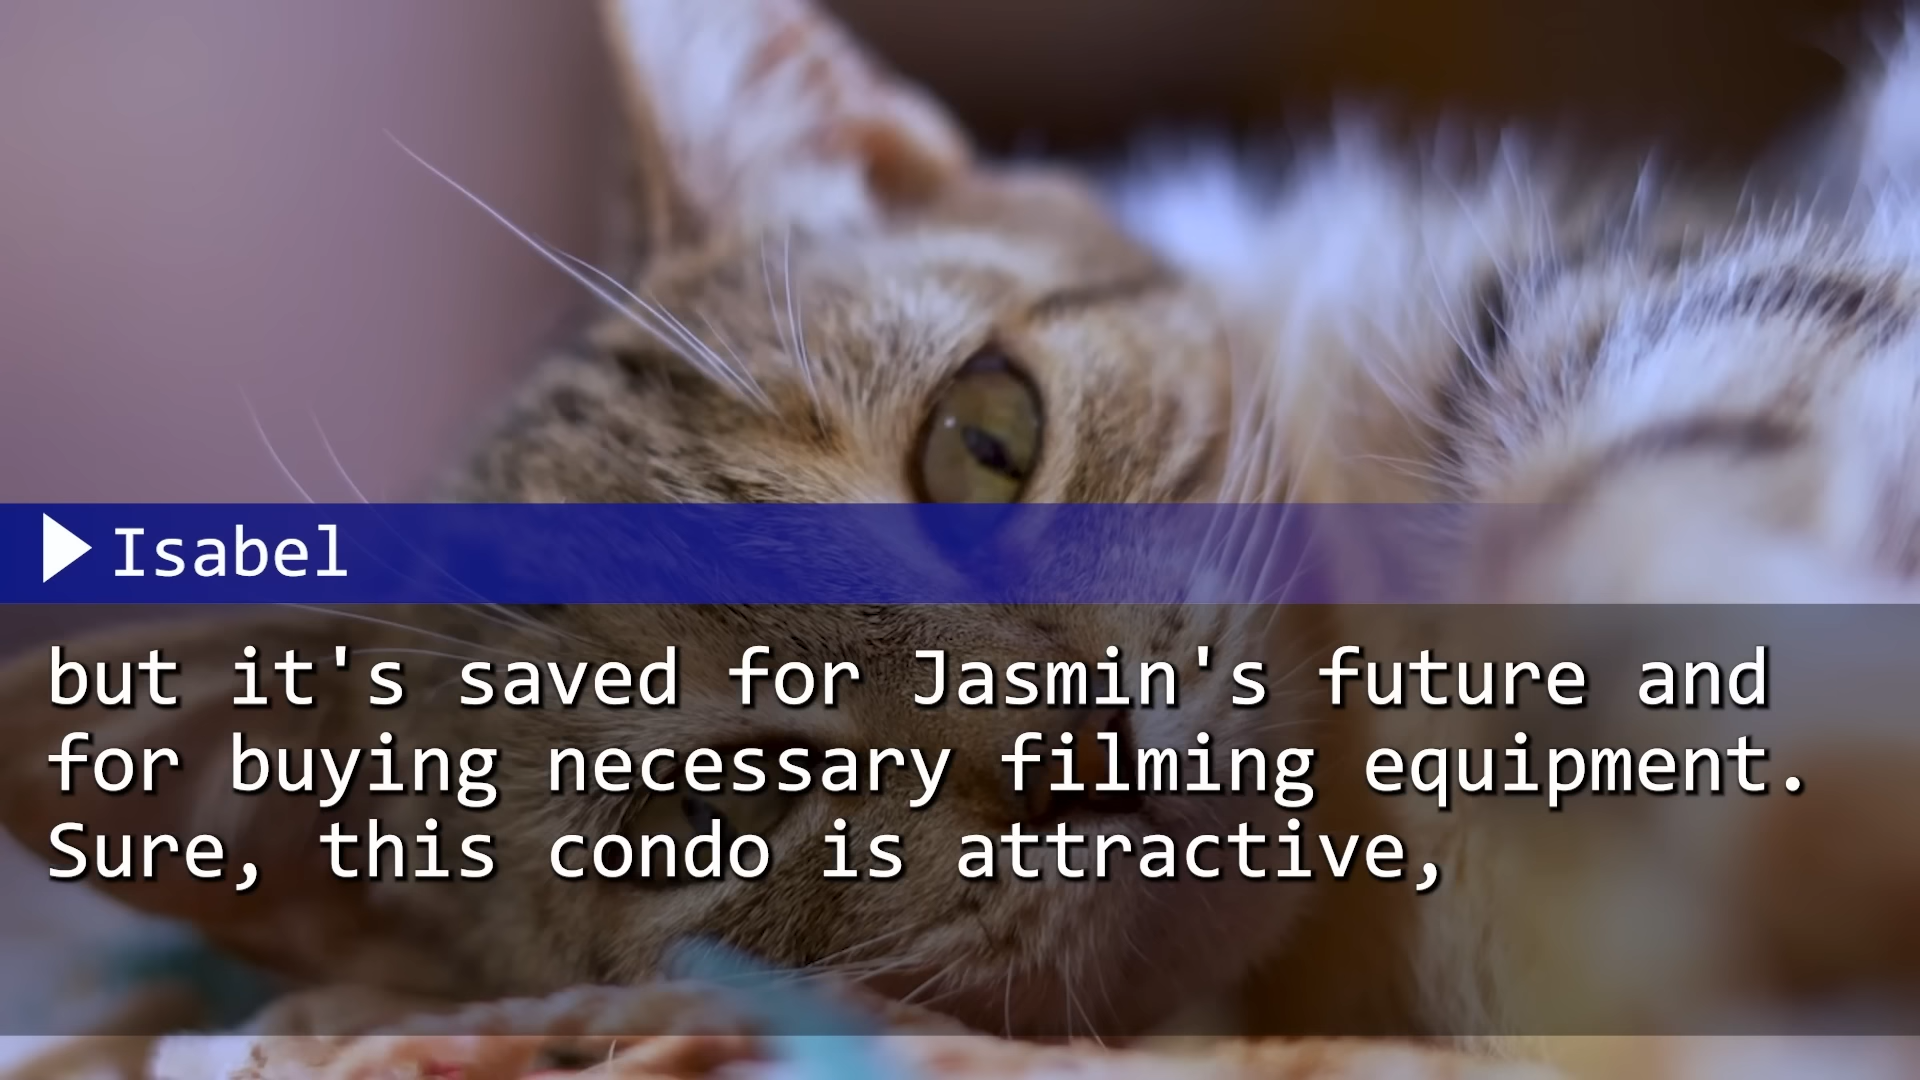 Isabel
but it's saved for Jasmin's future and
for buying necessary filming equipment.
Sure, this condo is attractive,